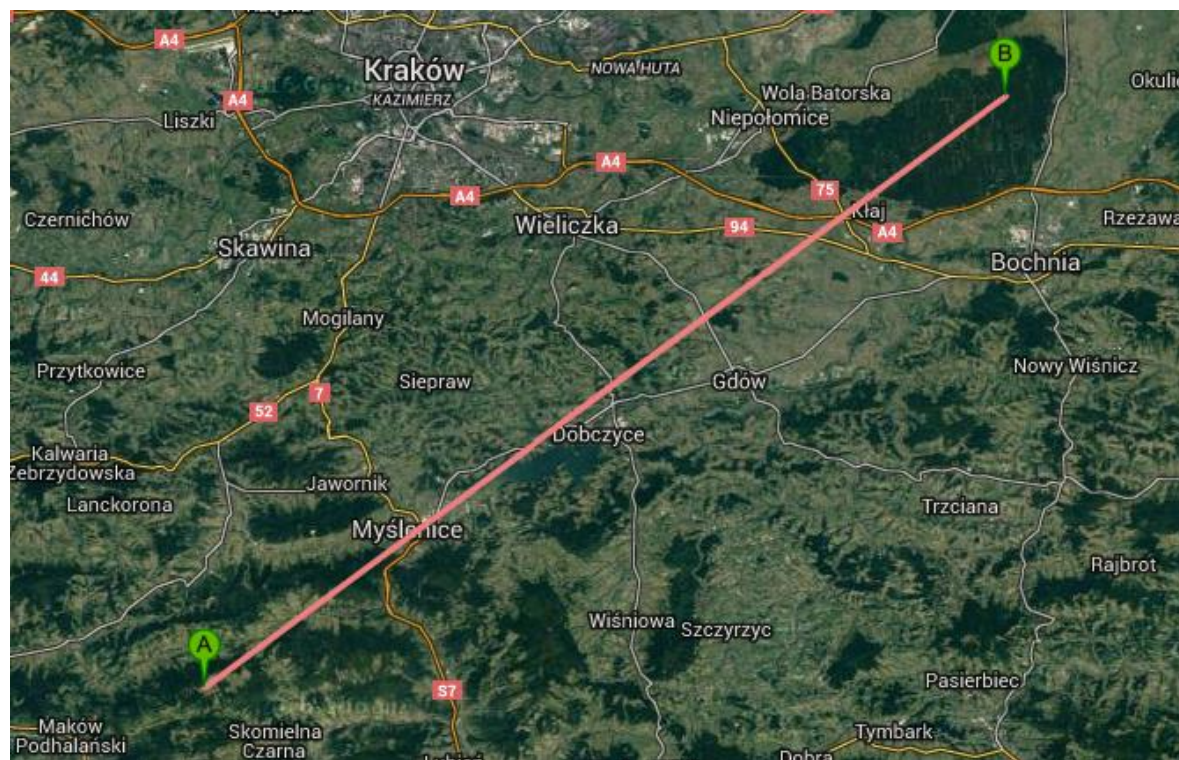 A4
Kraków
KAZIMIERZ
NOWA HUTA
B
Okulic
A4
Wola Batorska
Niepołomice
Liszki
A4
A4
75
Czernichów
Wieliczka
94
Kłaj
A4
Rzezawa
Skawina
44
Bochnia
Mogilany
Przytkowice
7
Siepraw
Gdów
Nowy Wiśnicz
52
Dobczyce
Kalwaria
Zebrzydowska
Jawornik
Lanckorona
Myślenice
Trzciana
Rajbrot
Wiśniowa
Szczyrzyc
A
S7
Pasierbiec
Maków
Podhalański
Skomielna
Czarna
Tymbark
Dobra